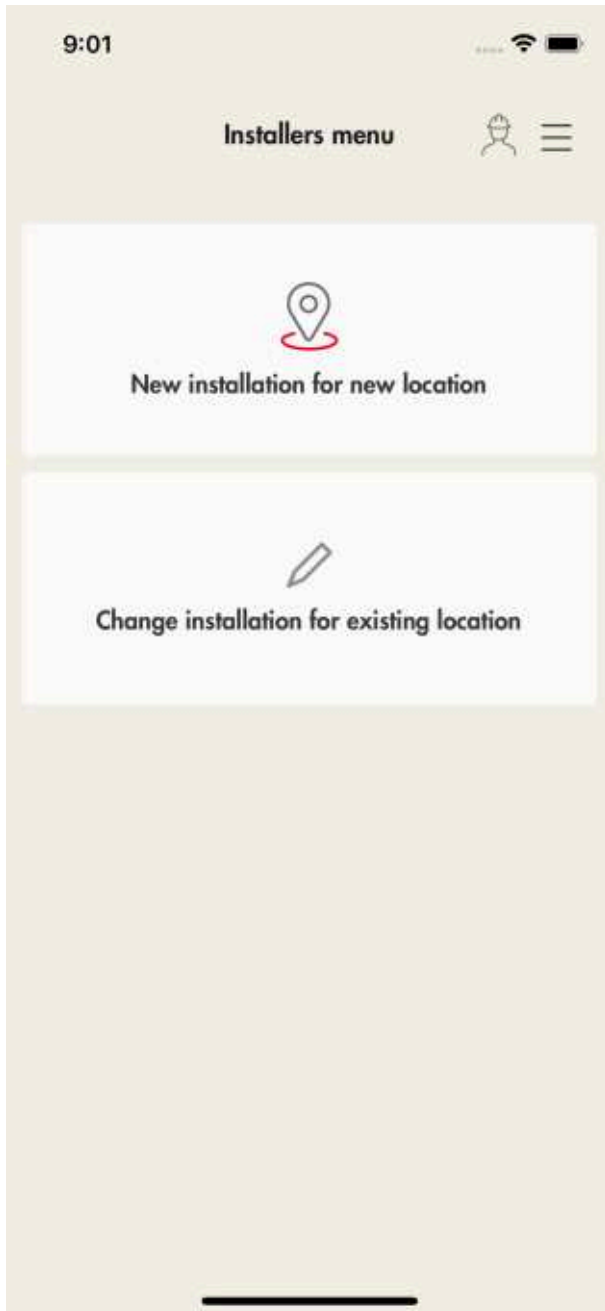 9:01
Installers menu
New installation for new location
Change installation for existing location